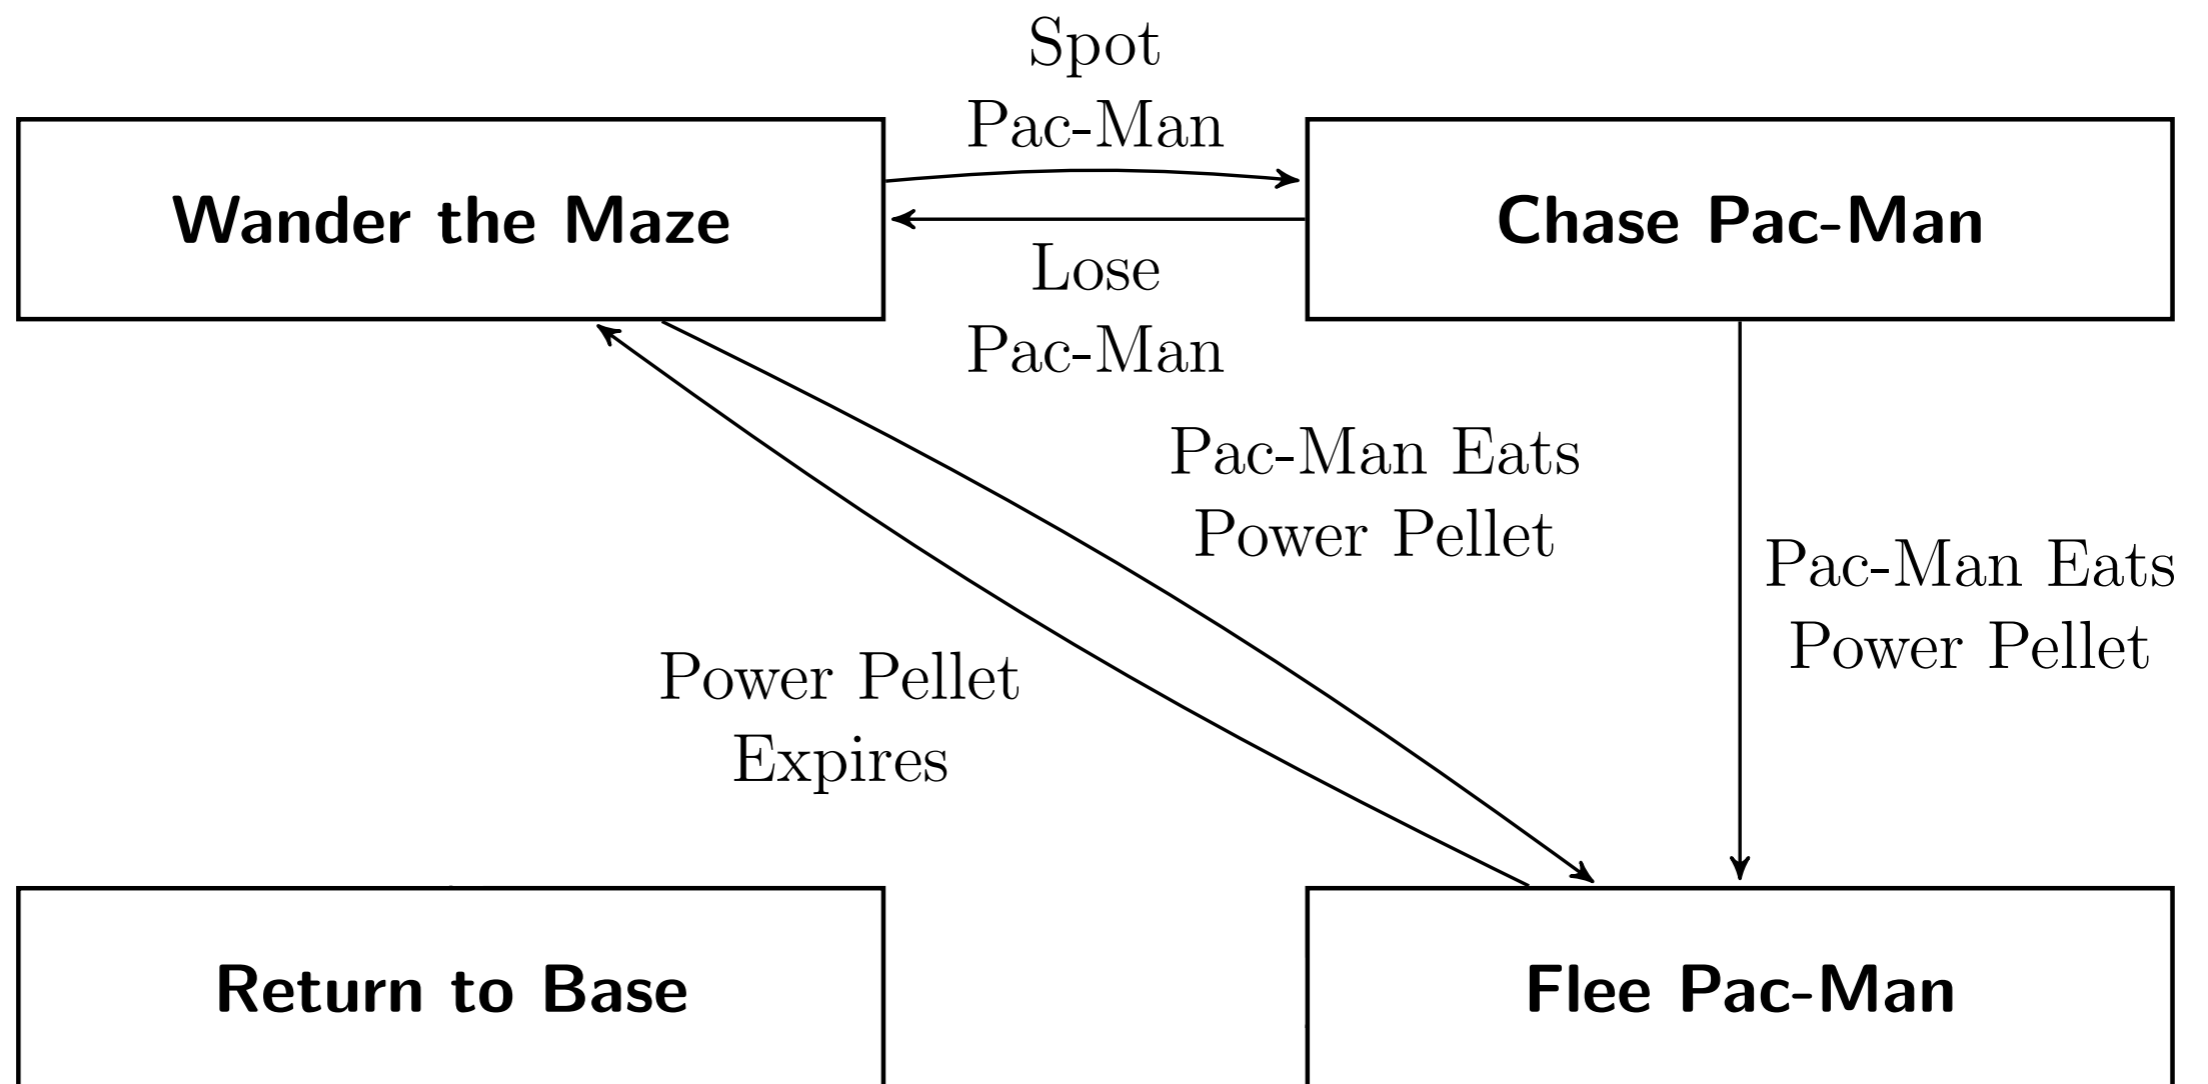 Spot
Pac-Man
Wander the Maze
Chase Pac-Man
Lose
Pac-Man
Pac-Man Eats
Power Pellet
Pac-Man Eats
Power Pellet
Power Pellet
Expires
Return to Base
Flee Pac-Man